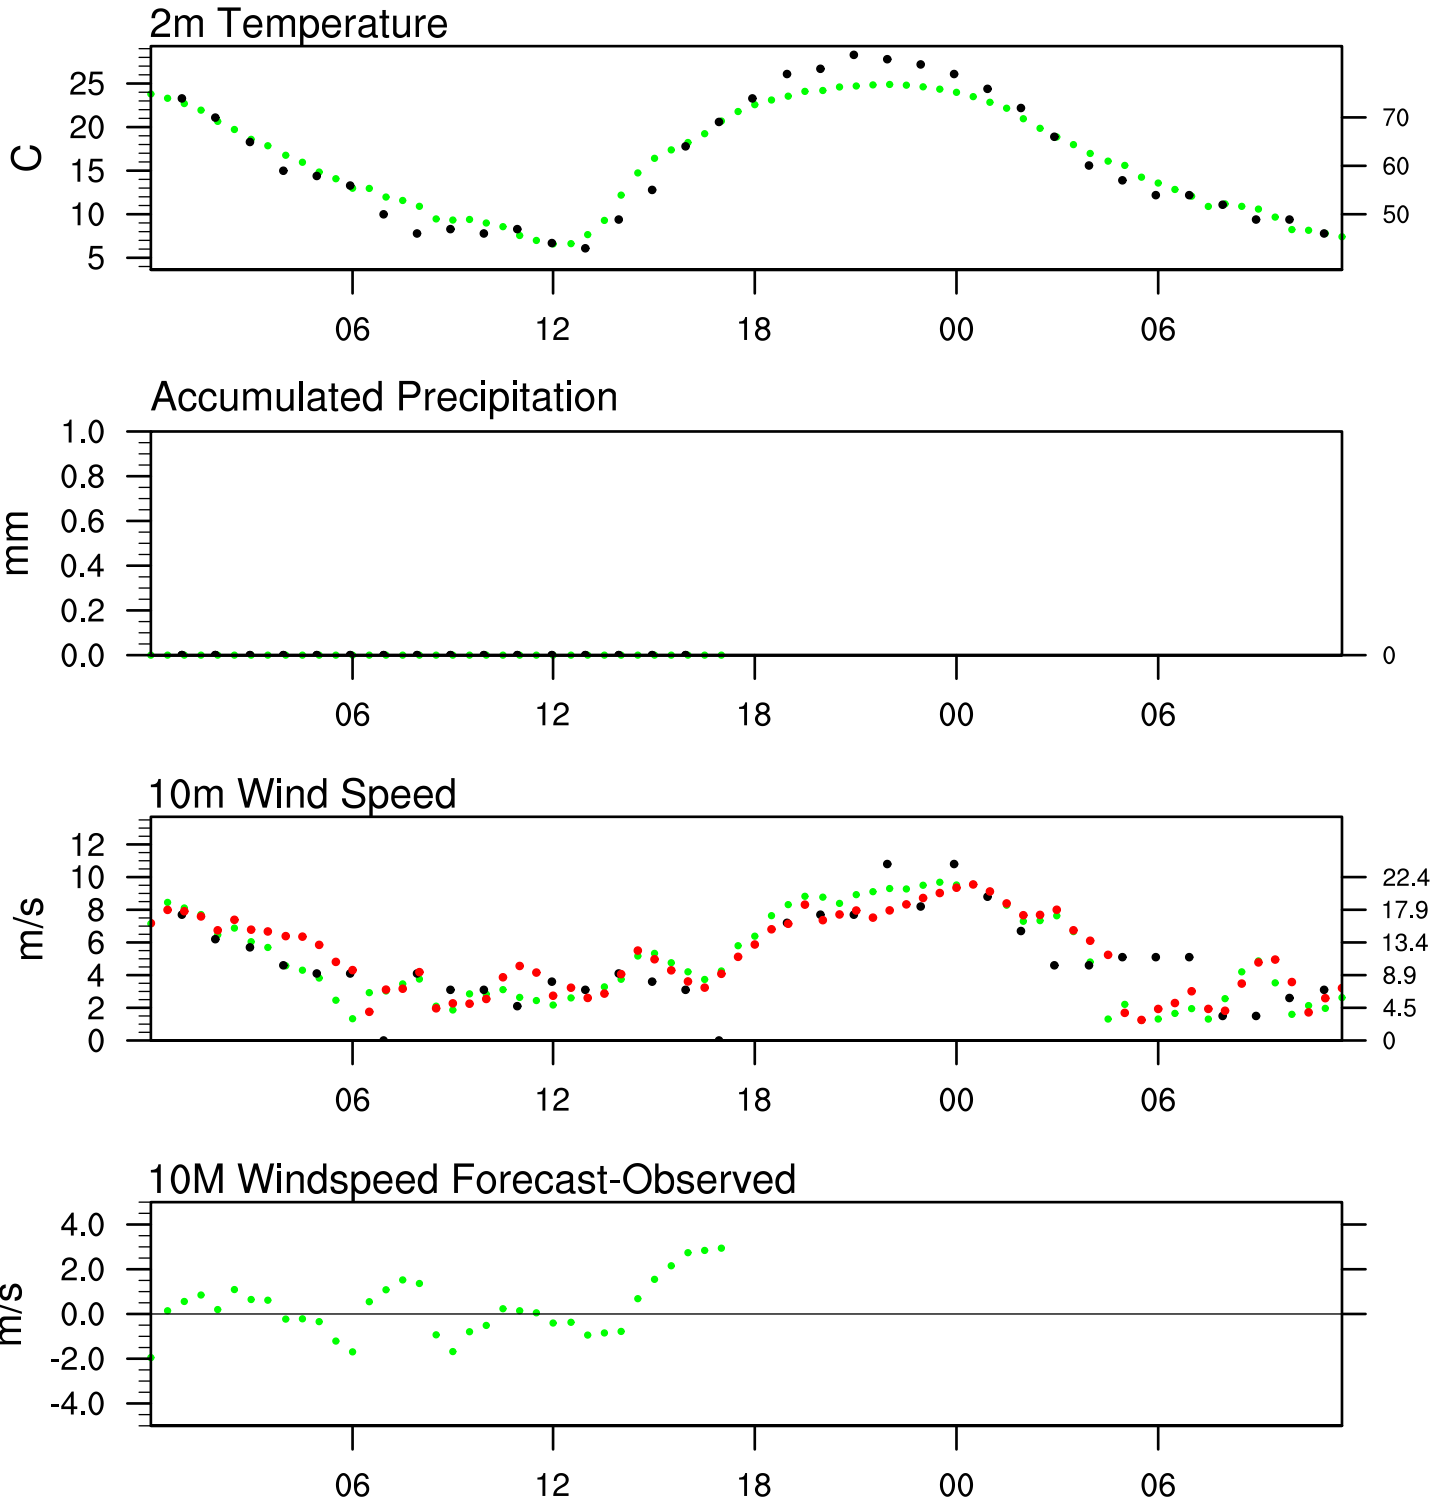 2m Temperature
25
20
15
10
5
C
70
60
50
06 12 18 00 06
Accumulated Precipitation
1.0
0.8
0.6
0.4
0.2
0.0
mm
0
06 12 18 00 06
10m Wind Speed
12
10
8
6
4
2
0
m/s
22.4
17.9
13.4
8.9
4.5
0
06 12 18 00 06
10M Windspeed Forecast-Observed
4.0
2.0
0.0
-2.0
-4.0
m/s
06 12 18 00 06